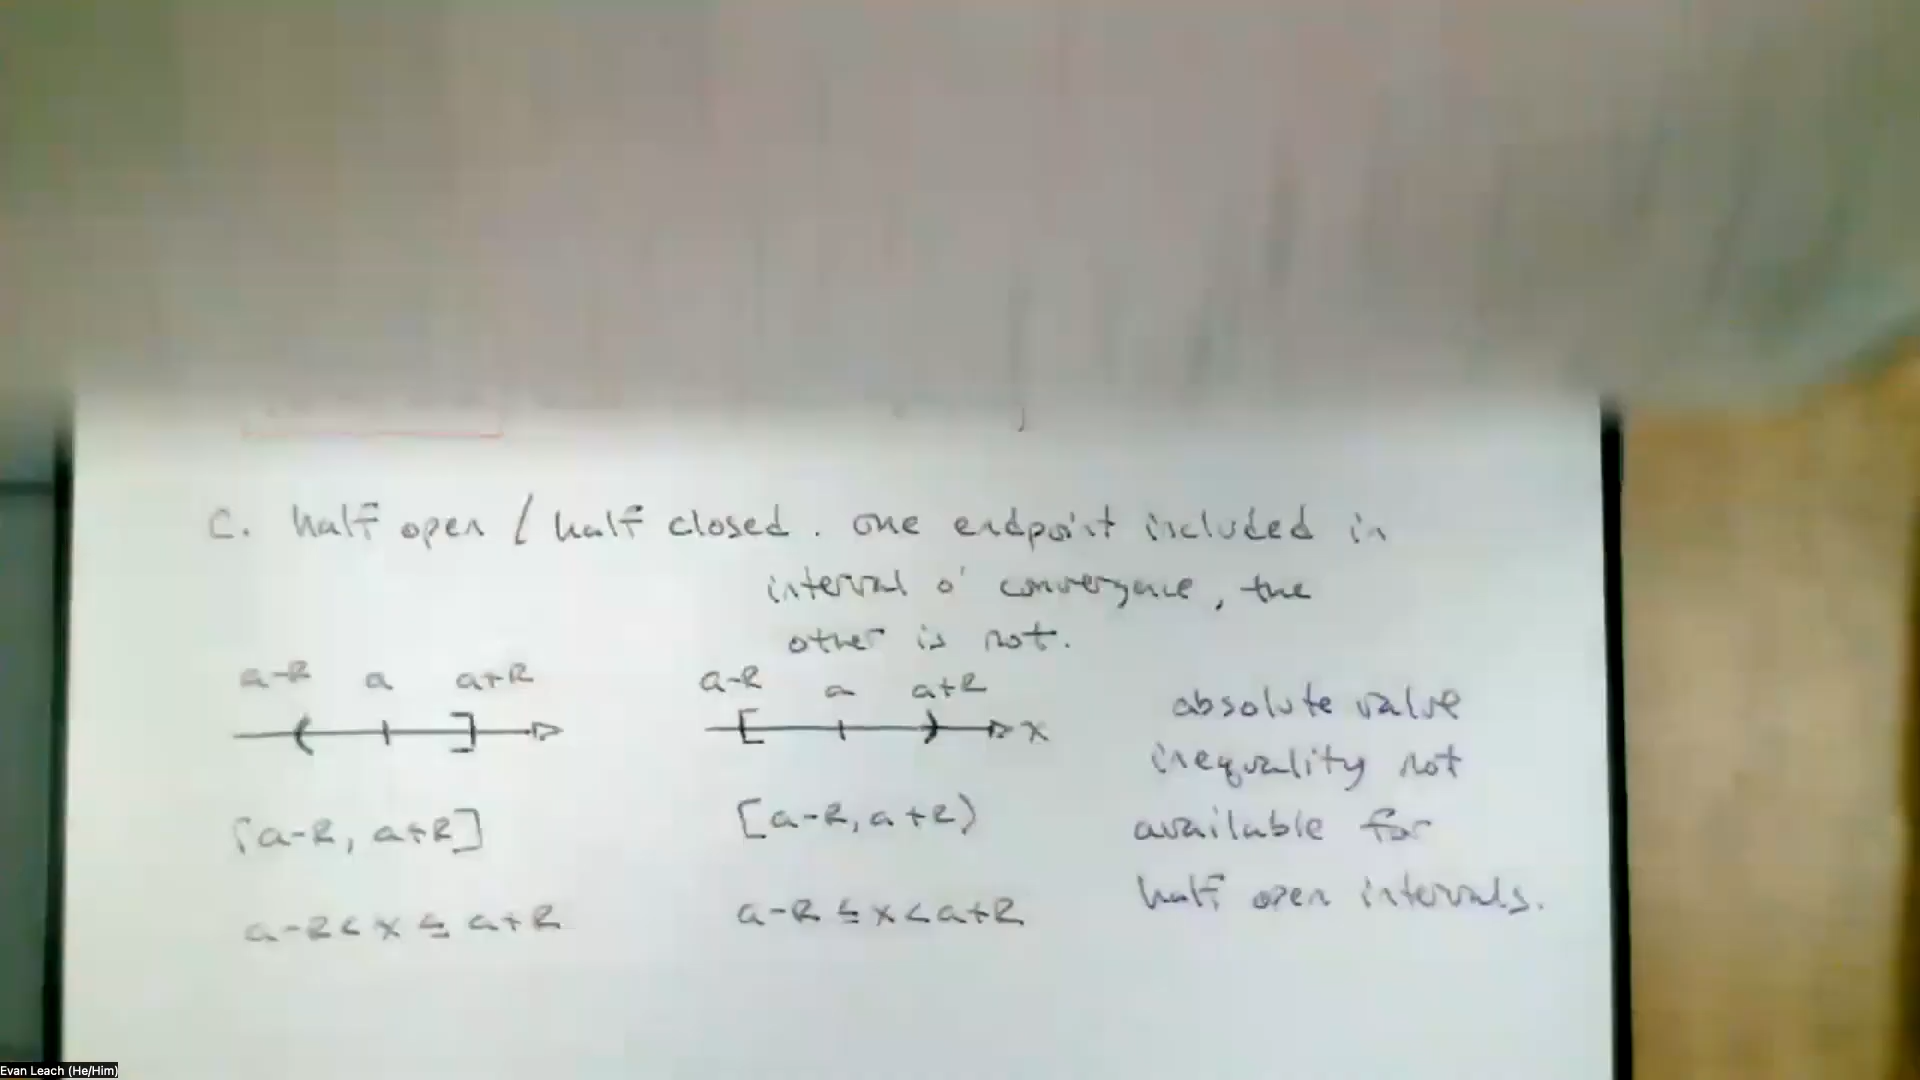 C. half open / half closed. one endpoint included in
interval o' convergence, the
other is not.
a-R a a+R
a-R a a+R
x
(a-R, a+R]
[a-R, a+R)
a-R < x ≤ a+R
a-R ≤ x < a+R
absolute value
inequality not
available for
half open intervals.
Evan Leach (He/Him)